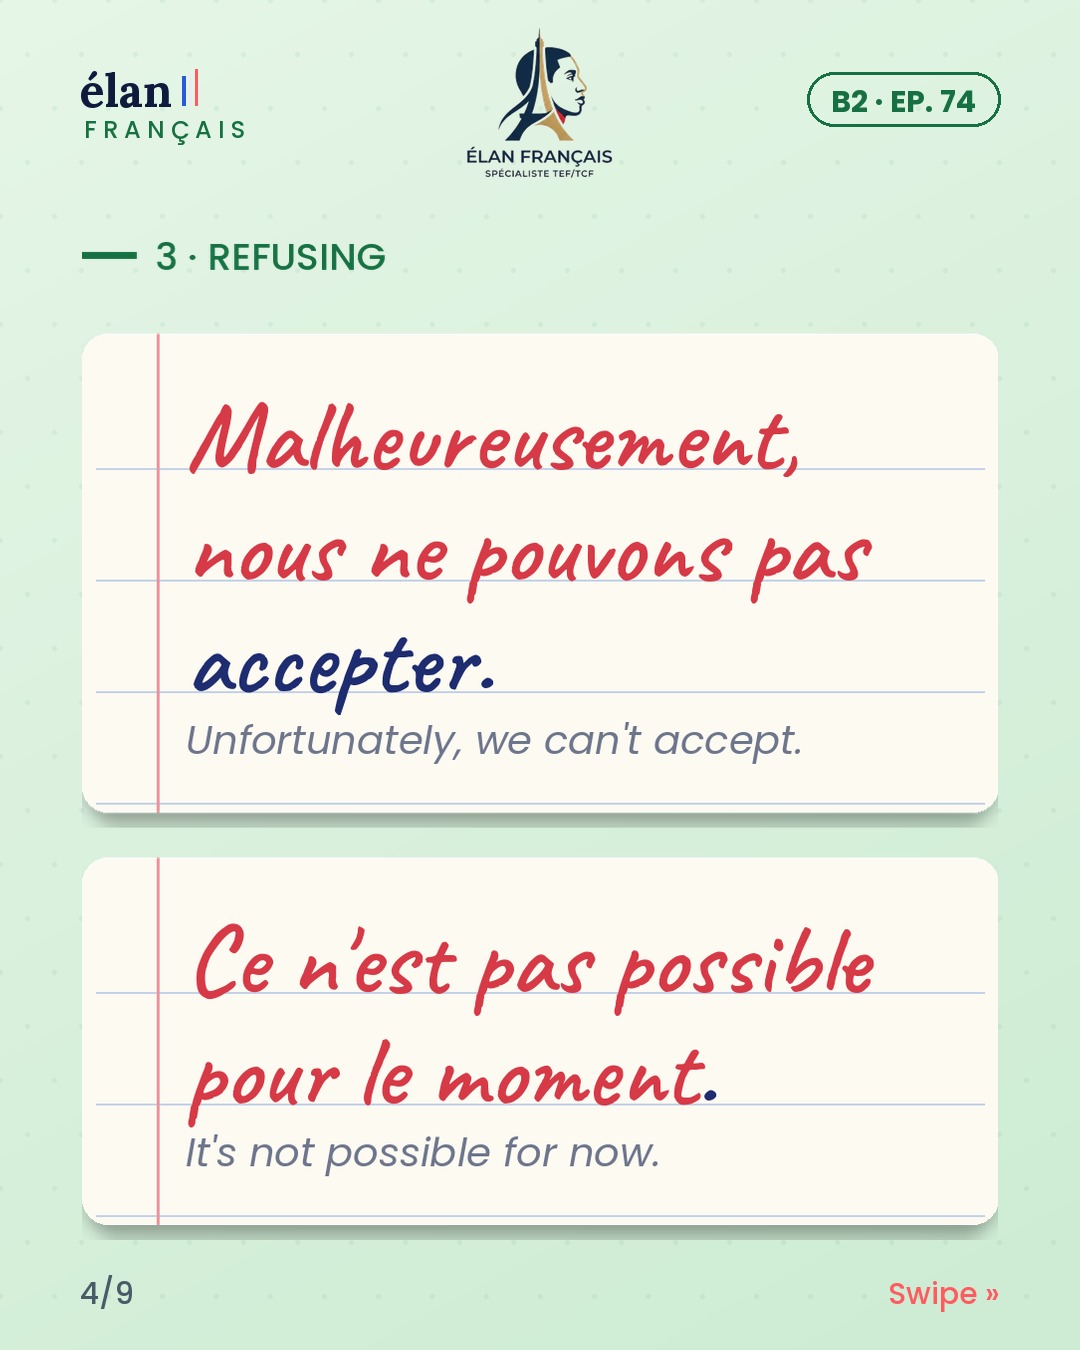 élan
FRANÇAIS
ÉLAN FRANÇAIS
SPÉCIALISTE TEF/TCF
B2 · EP. 74
3 · REFUSING
Malheureusement,
nous ne pouvons pas
accepter.
Unfortunately, we can't accept.
Ce n'est pas possible
pour le moment.
It's not possible for now.
4/9
Swipe »